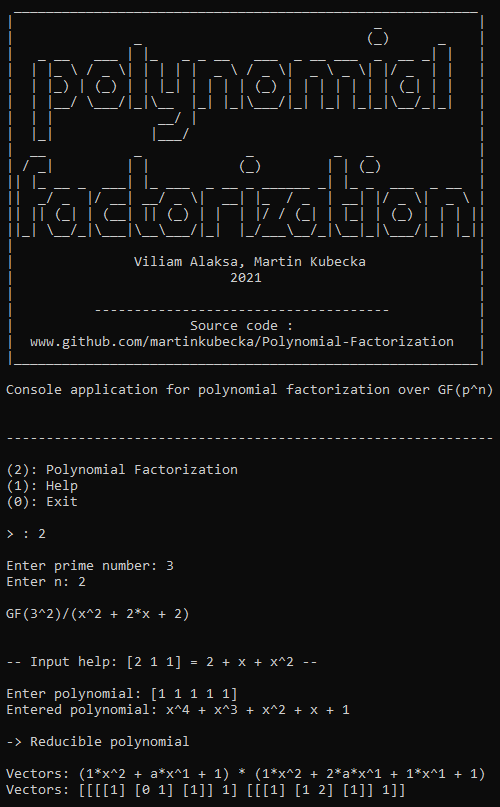 polynomial
factorization
Viliam Alaksa, Martin Kubecka
2021
-------------------------------------
Source code :
www.github.com/martinkubecka/Polynomial-Factorization
Console application for polynomial factorization over GF(p^n)
-------------------------------------------------------------
(2): Polynomial Factorization
(1): Help
(0): Exit
> : 2
Enter prime number: 3
Enter n: 2
GF(3^2)/(x^2 + 2*x + 2)
-- Input help: [2 1 1] = 2 + x + x^2 --
Enter polynomial: [1 1 1 1 1]
Entered polynomial: x^4 + x^3 + x^2 + x + 1
-> Reducible polynomial
Vectors: (1*x^2 + a*x^1 + 1) * (1*x^2 + 2*a*x^1 + 1*x^1 + 1)
Vectors: [[[[1] [0 1] [1]] 1] [[[1] [1 2] [1]] 1]]